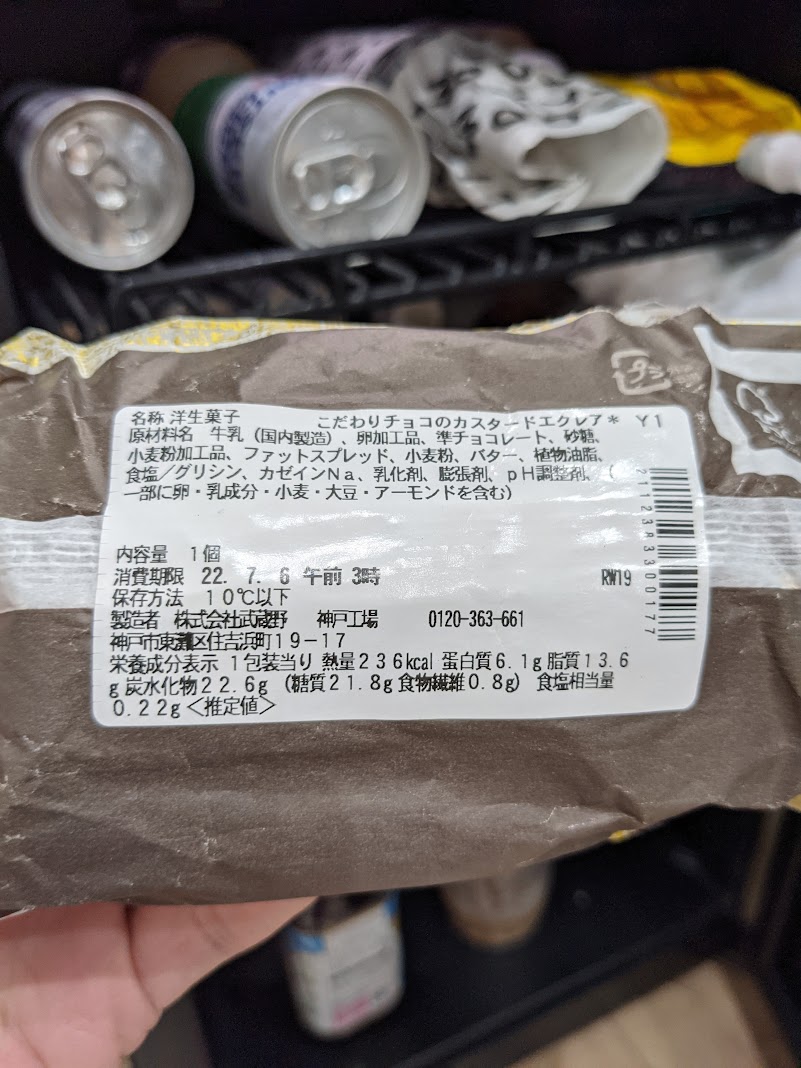 プラ
名称 洋生菓子 こだわりチョコのカスタードエクレア* Y1
原材料名 牛乳(国内製造)、卵加工品、準チョコレート、砂糖、
小麦粉加工品、ファットスプレッド、小麦粉、バター、植物油脂、
食塩/グリシン、カゼインNa、乳化剤、膨張剤、pH調整剤、(
一部に卵・乳成分・小麦・大豆・アーモンドを含む)
内容量 1個
消費期限 22. 7. 6 午前 3時 RW19
保存方法 10℃以下
製造者 株式会社武蔵野 神戸工場 0120-363-661
神戸市東灘区住吉浜町19-17
栄養成分表示 1包装当り 熱量236kcal 蛋白質6.1g 脂質13.6
g 炭水化物22.6g (糖質21.8g 食物繊維0.8g) 食塩相当量
0.22g<推定値>
2112383300177